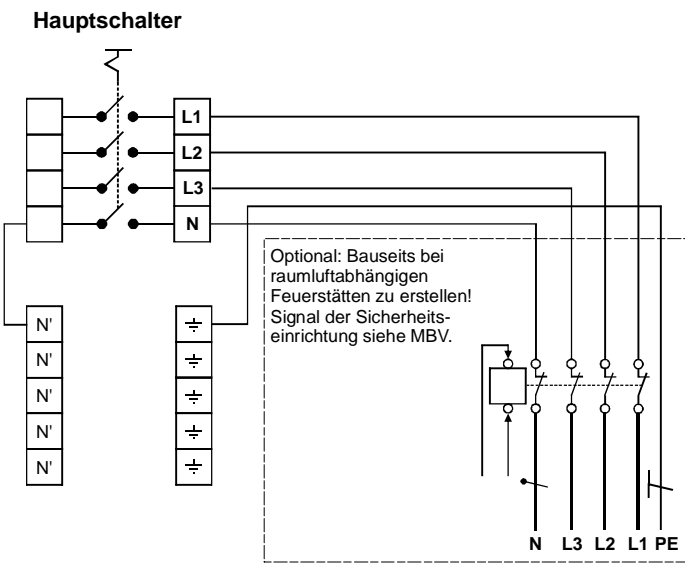 Hauptschalter
L1
L2
L3
N
Optional: Bauseits bei
raumluftabhängigen
Feuerstätten zu erstellen!
Signal der Sicherheits-
einrichtung siehe MBV.
N'
N'
N'
N'
N'
N L3 L2 L1 PE